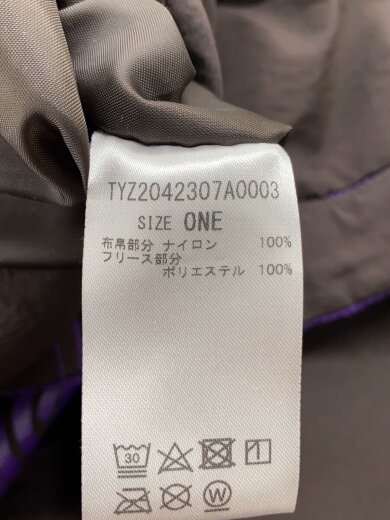 TYZ2042307A0003
SIZE ONE
布帛部分 ナイロン 100%
フリース部分
ポリエステル 100%
30
W